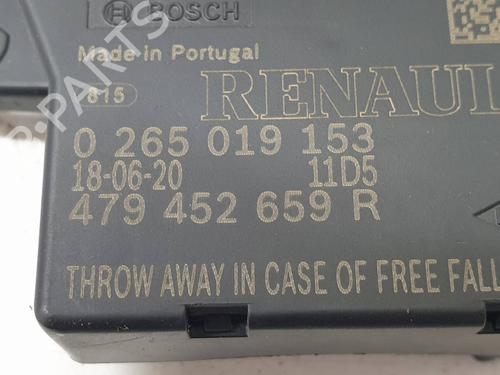 BOSCH
Made in Portugal
615
RENAUL
0 265 019 153
18-06-20 11D5
479 452 659 R
THROW AWAY IN CASE OF FREE FALL